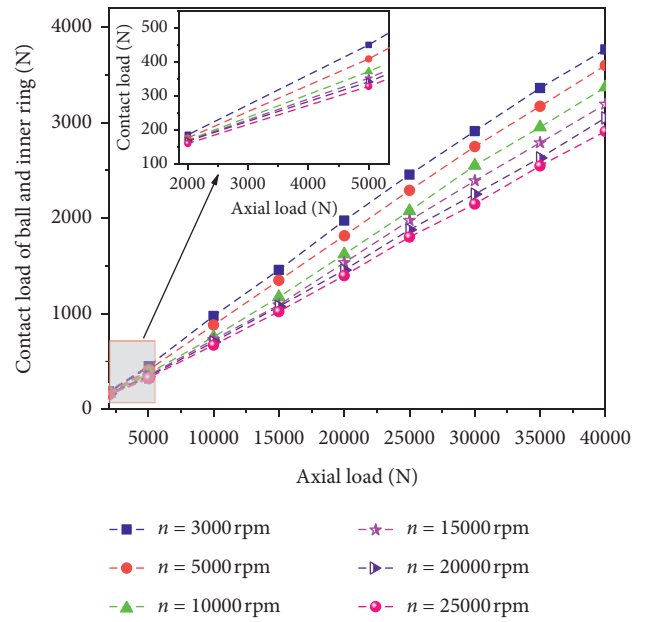 4000
3000
2000
1000
0
Contact load of ball and inner ring (N)
550
500
400
300
200
100
Contact load (N)
2000 3000 4000 5000
Axial load (N)
5000 10000 15000 20000 25000 30000 35000 40000
Axial load (N)
n = 3000 rpm
n = 5000 rpm
n = 10000 rpm
n = 15000 rpm
n = 20000 rpm
n = 25000 rpm